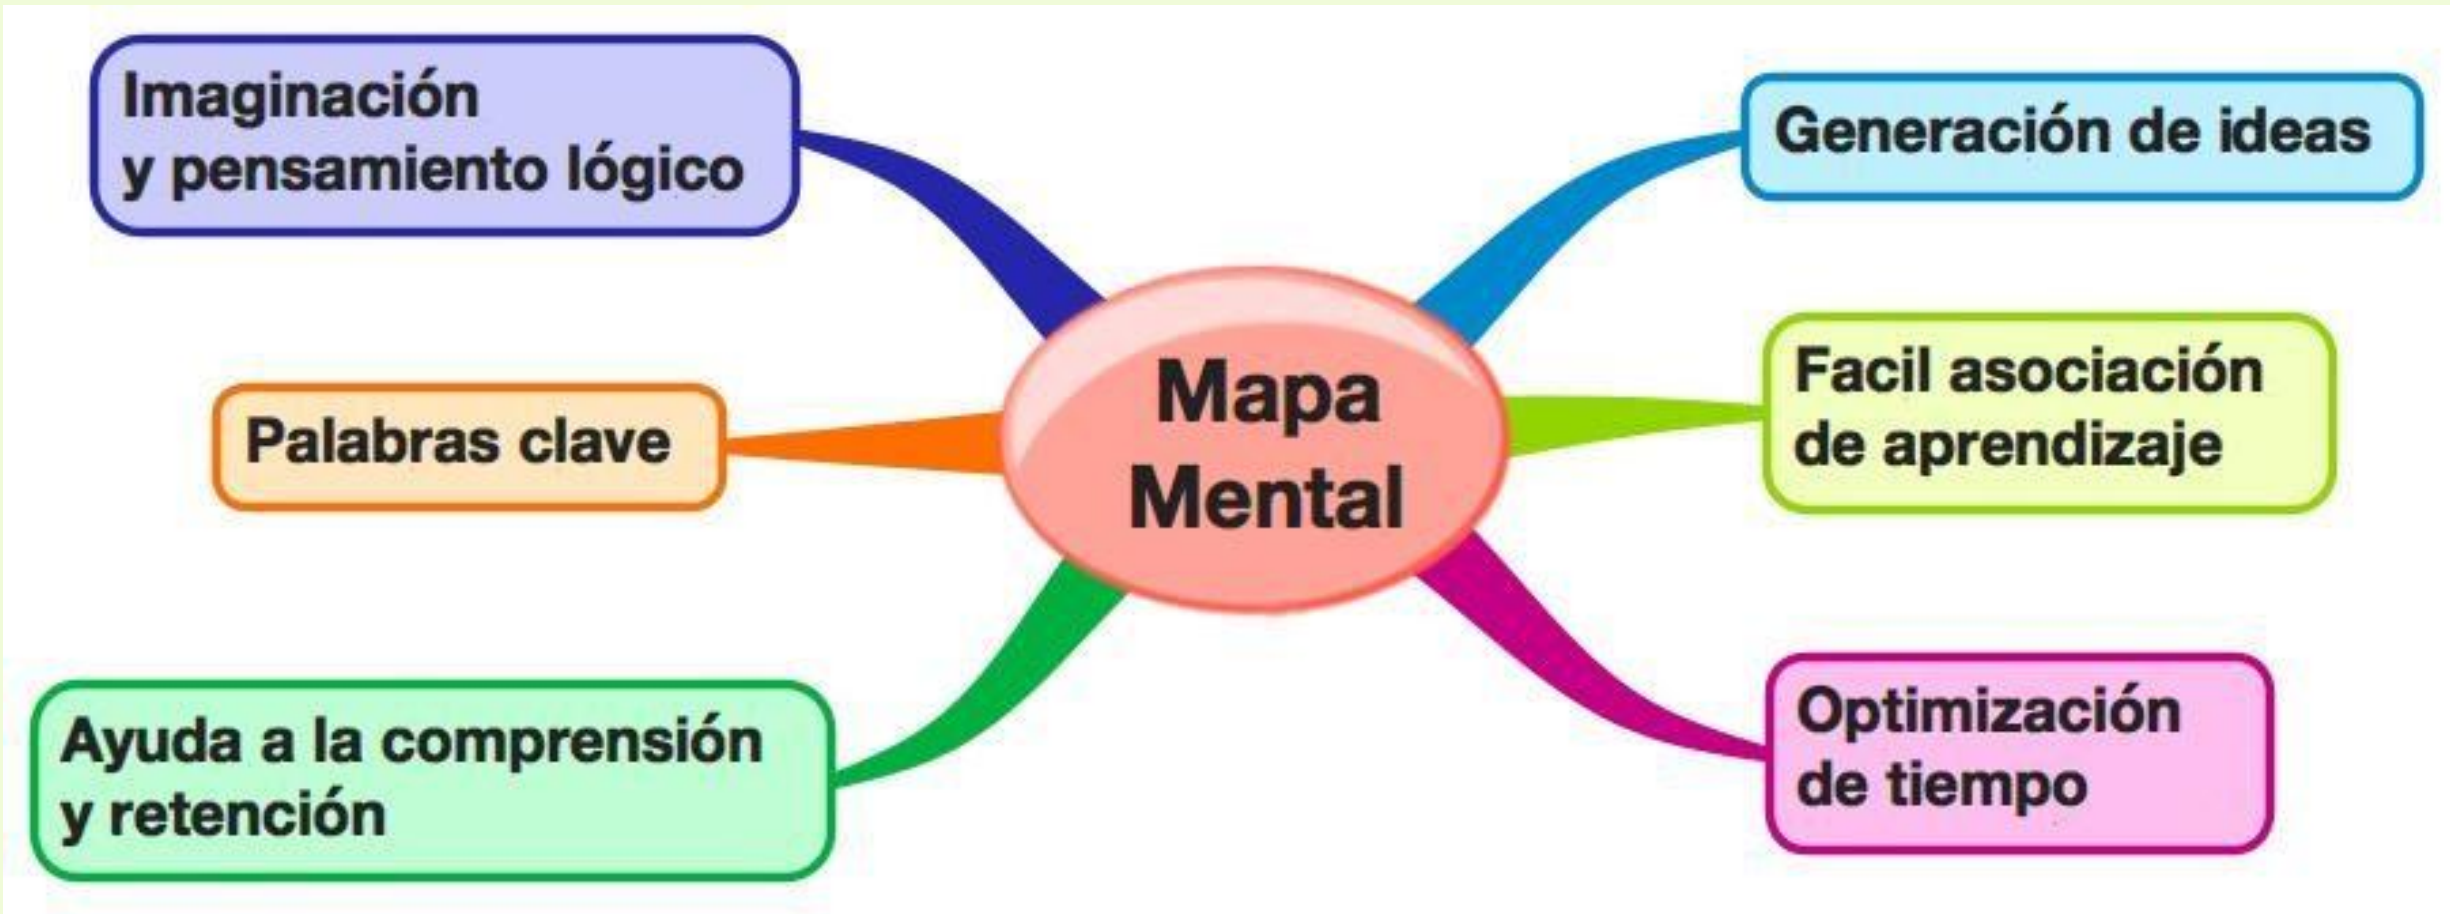 Imaginación
y pensamiento lógico
Palabras clave
Ayuda a la comprensión
y retención
Mapa
Mental
Generación de ideas
Facil asociación
de aprendizaje
Optimización
de tiempo